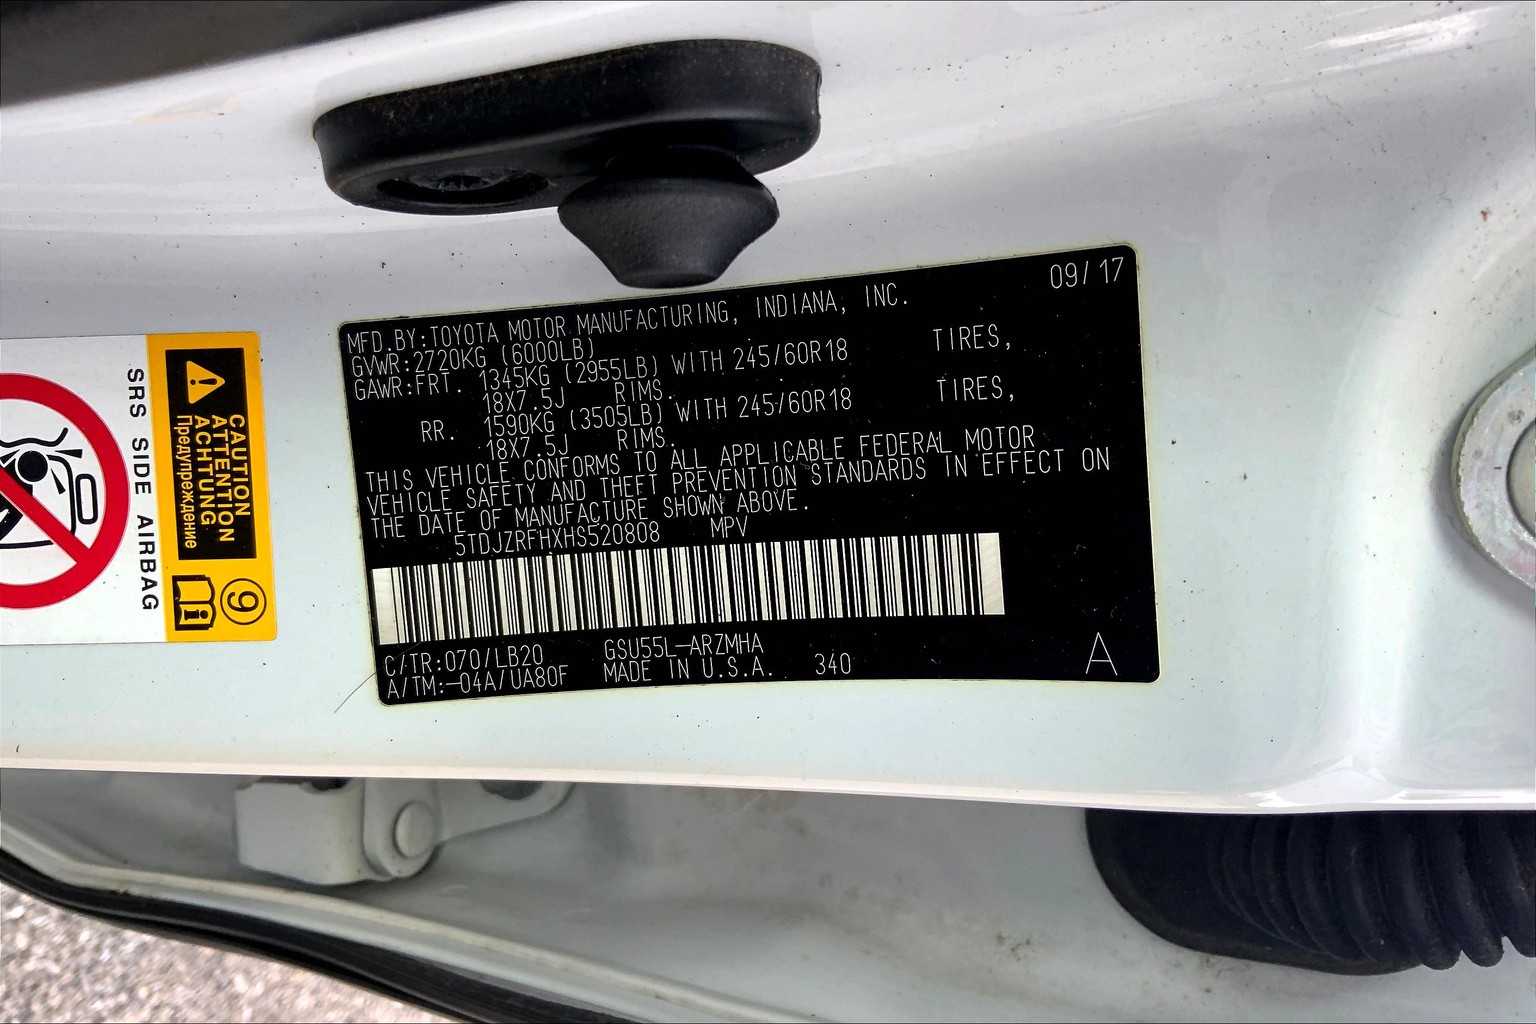 09/17
MFD.BY:TOYOTA MOTOR MANUFACTURING, INDIANA, INC.
GVWR:2720KG (6000LB)
GAWR:FRT. 1345KG (2955LB) WITH 245/60R18 TIRES,
18X7.5J RIMS.
RR. 1590KG (3505LB) WITH 245/60R18 TIRES,
18X7.5J RIMS.
THIS VEHICLE CONFORMS TO ALL APPLICABLE FEDERAL MOTOR
VEHICLE SAFETY AND THEFT PREVENTION STANDARDS IN EFFECT ON
THE DATE OF MANUFACTURE SHOWN ABOVE.
5TDJZRFHXHS520808 MPV
C/TR:070/LB20 GSU55L-ARZMHA
A/TM:-04A/UA80F MADE IN U.S.A. 340
A
CAUTION
ATTENTION
ACHTUNG
Предупреждение
9
SRS SIDE AIRBAG